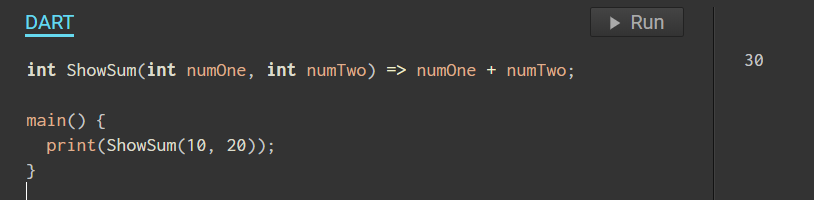 DART
Run
int ShowSum(int numOne, int numTwo) => numOne + numTwo;
30
main() {
  print(ShowSum(10, 20));
}